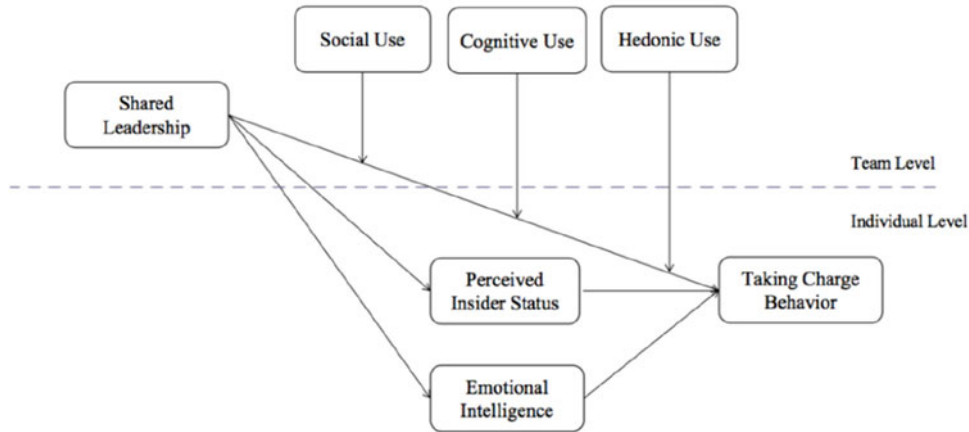 Social Use
Cognitive Use
Hedonic Use
Shared
Leadership
Team Level
Individual Level
Perceived
Insider Status
Taking Charge
Behavior
Emotional
Intelligence